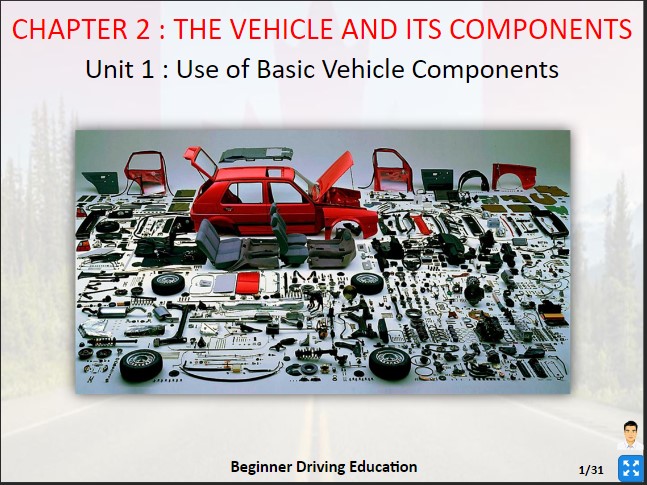 CHAPTER 2 : THE VEHICLE AND ITS COMPONENTS
Unit 1 : Use of Basic Vehicle Components
Beginner Driving Education
1/31